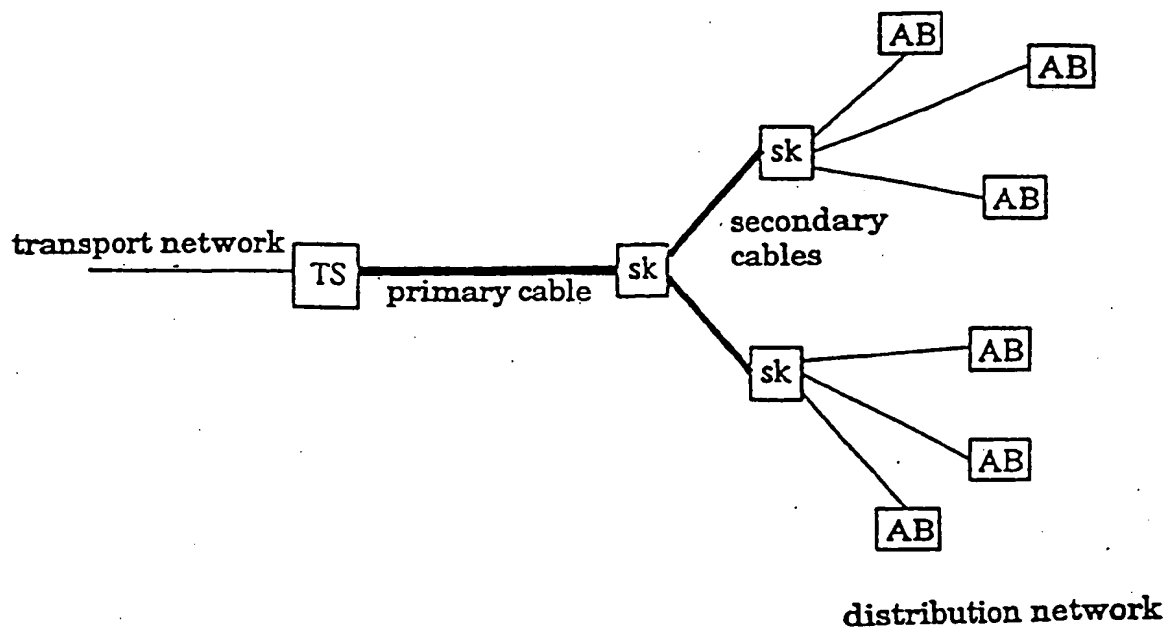 AB
AB
sk
AB
secondary
cables
transport network
TS
sk
primary cable
AB
sk
AB
AB
distribution network